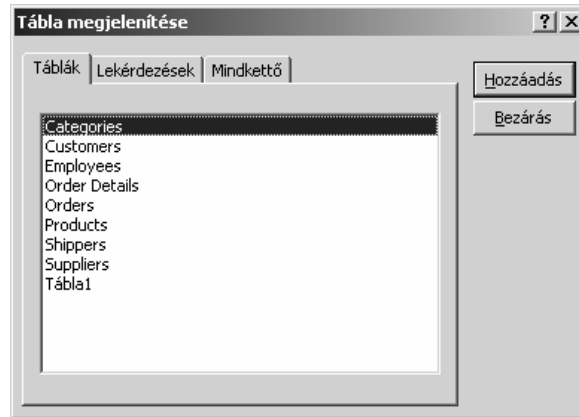 Tábla megjelenítése
Táblák Lekérdezések Mindkettő
Hozzáadás
Bezárás
Categories
Customers
Employees
Order Details
Orders
Products
Shippers
Suppliers
Tábla1